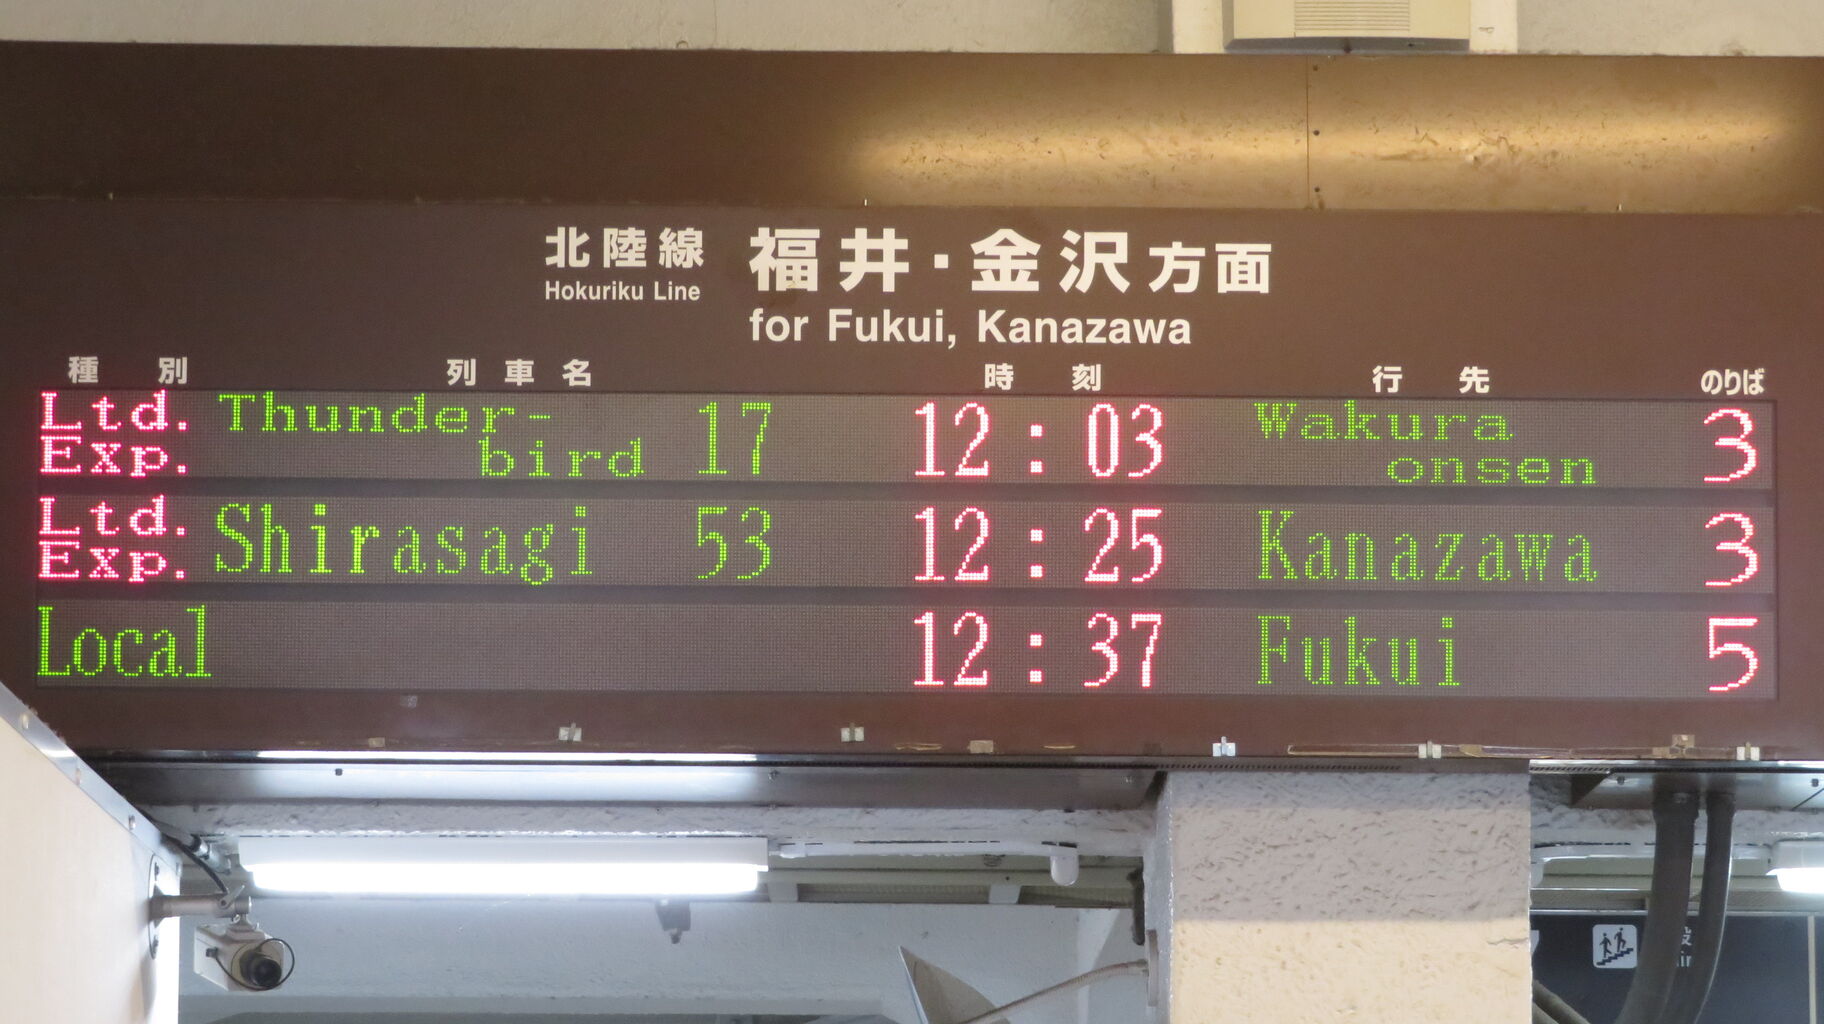 北陸線 福井・金沢方面
Hokuriku Line for Fukui, Kanazawa
種別 列車名 時刻 行先 のりば
Ltd. Exp. Thunder-bird 17 12:03 Wakura onsen 3
Ltd. Exp. Shirasagi 53 12:25 Kanazawa 3
Local 12:37 Fukui 5